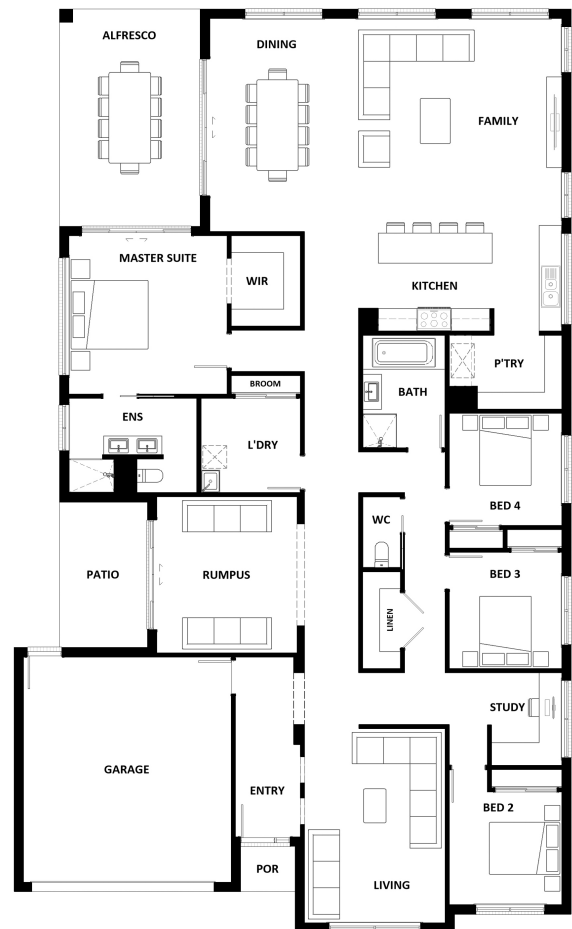 ALFRESCO
DINING
FAMILY
MASTER SUITE
WIR
KITCHEN
BROOM
BATH
P'TRY
ENS
L'DRY
BED 4
WC
PATIO
RUMPUS
BED 3
LINEN
STUDY
GARAGE
ENTRY
BED 2
POR
LIVING